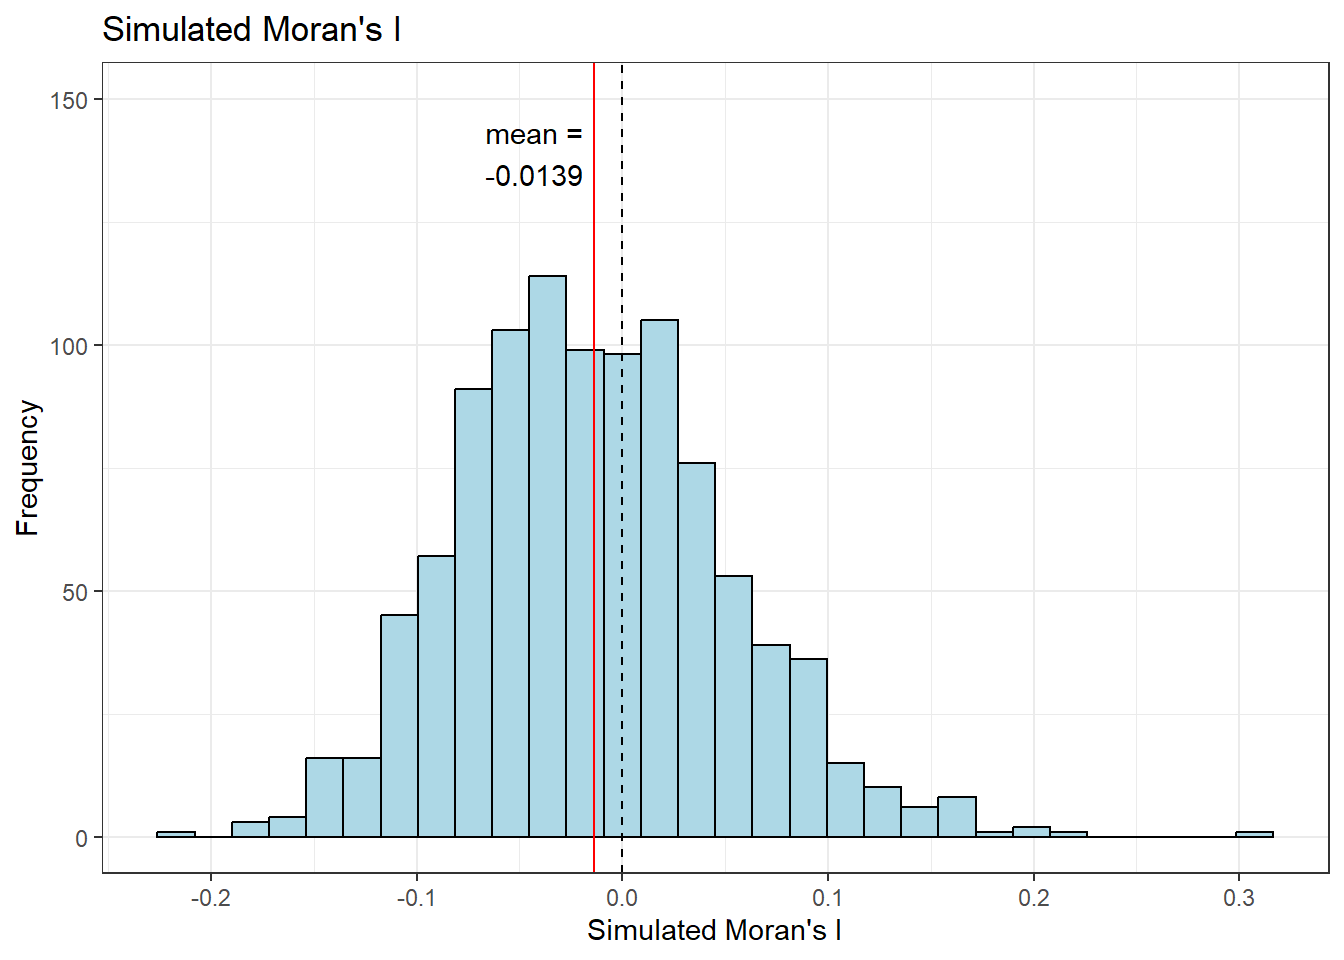 Simulated Moran's I
150
mean =
-0.0139
100
Frequency
50
0
-0.2
-0.1
0.0
0.1
0.2
0.3
Simulated Moran's I